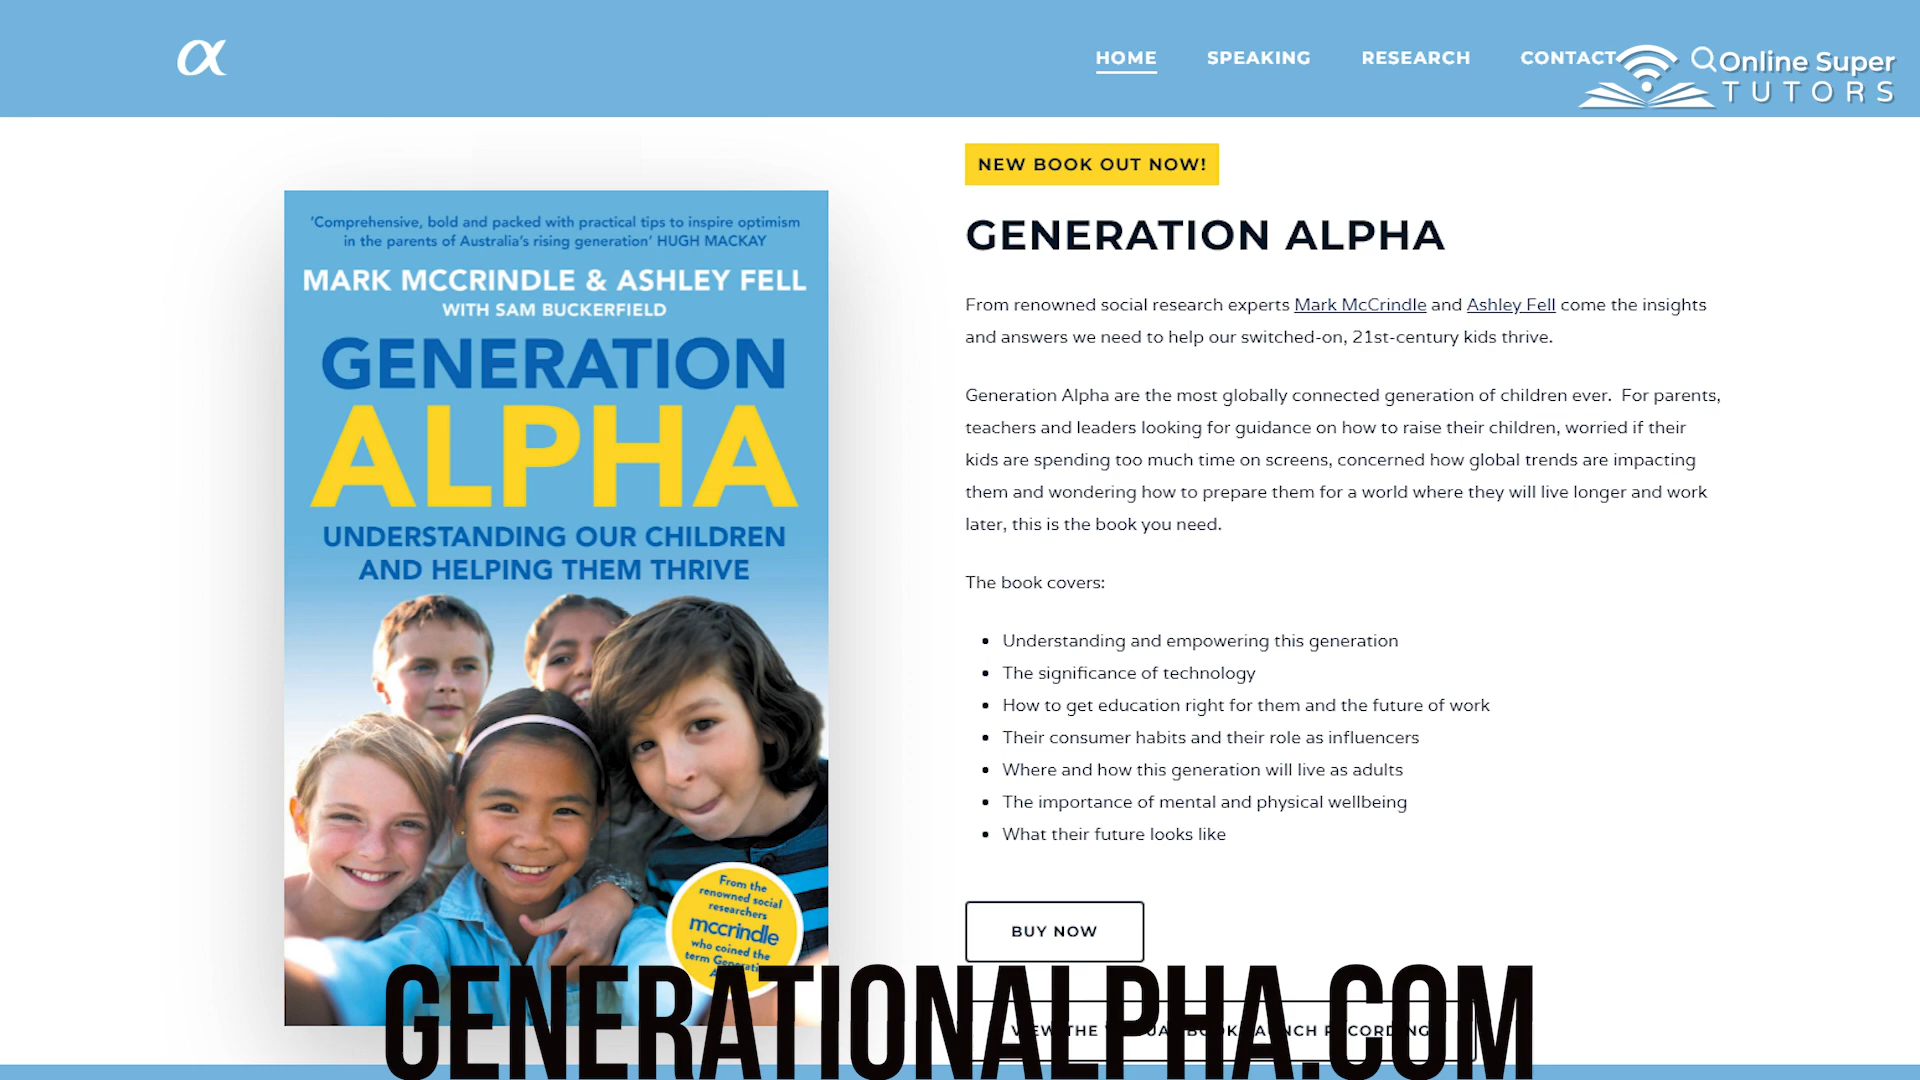 α
HOME SPEAKING RESEARCH CONTACT
Online Super
TUTORS
'Comprehensive, bold and packed with practical tips to inspire optimism
in the parents of Australia's rising generation' HUGH MACKAY
MARK MCCRINDLE & ASHLEY FELL
WITH SAM BUCKERFIELD
GENERATION
ALPHA
UNDERSTANDING OUR CHILDREN
AND HELPING THEM THRIVE
From the
renowned social
researchers
mccrindle
who coined the
term
NEW BOOK OUT NOW!
GENERATION ALPHA
From renowned social research experts Mark McCrindle and Ashley Fell come the insights
and answers we need to help our switched-on, 21st-century kids thrive.
Generation Alpha are the most globally connected generation of children ever. For parents,
teachers and leaders looking for guidance on how to raise their children, worried if their
kids are spending too much time on screens, concerned how global trends are impacting
them and wondering how to prepare them for a world where they will live longer and work
later, this is the book you need.
The book covers:
• Understanding and empowering this generation
• The significance of technology
• How to get education right for them and the future of work
• Their consumer habits and their role as influencers
• Where and how this generation will live as adults
• The importance of mental and physical wellbeing
• What their future looks like
BUY NOW
THE
GENERATIONALPHA.COM